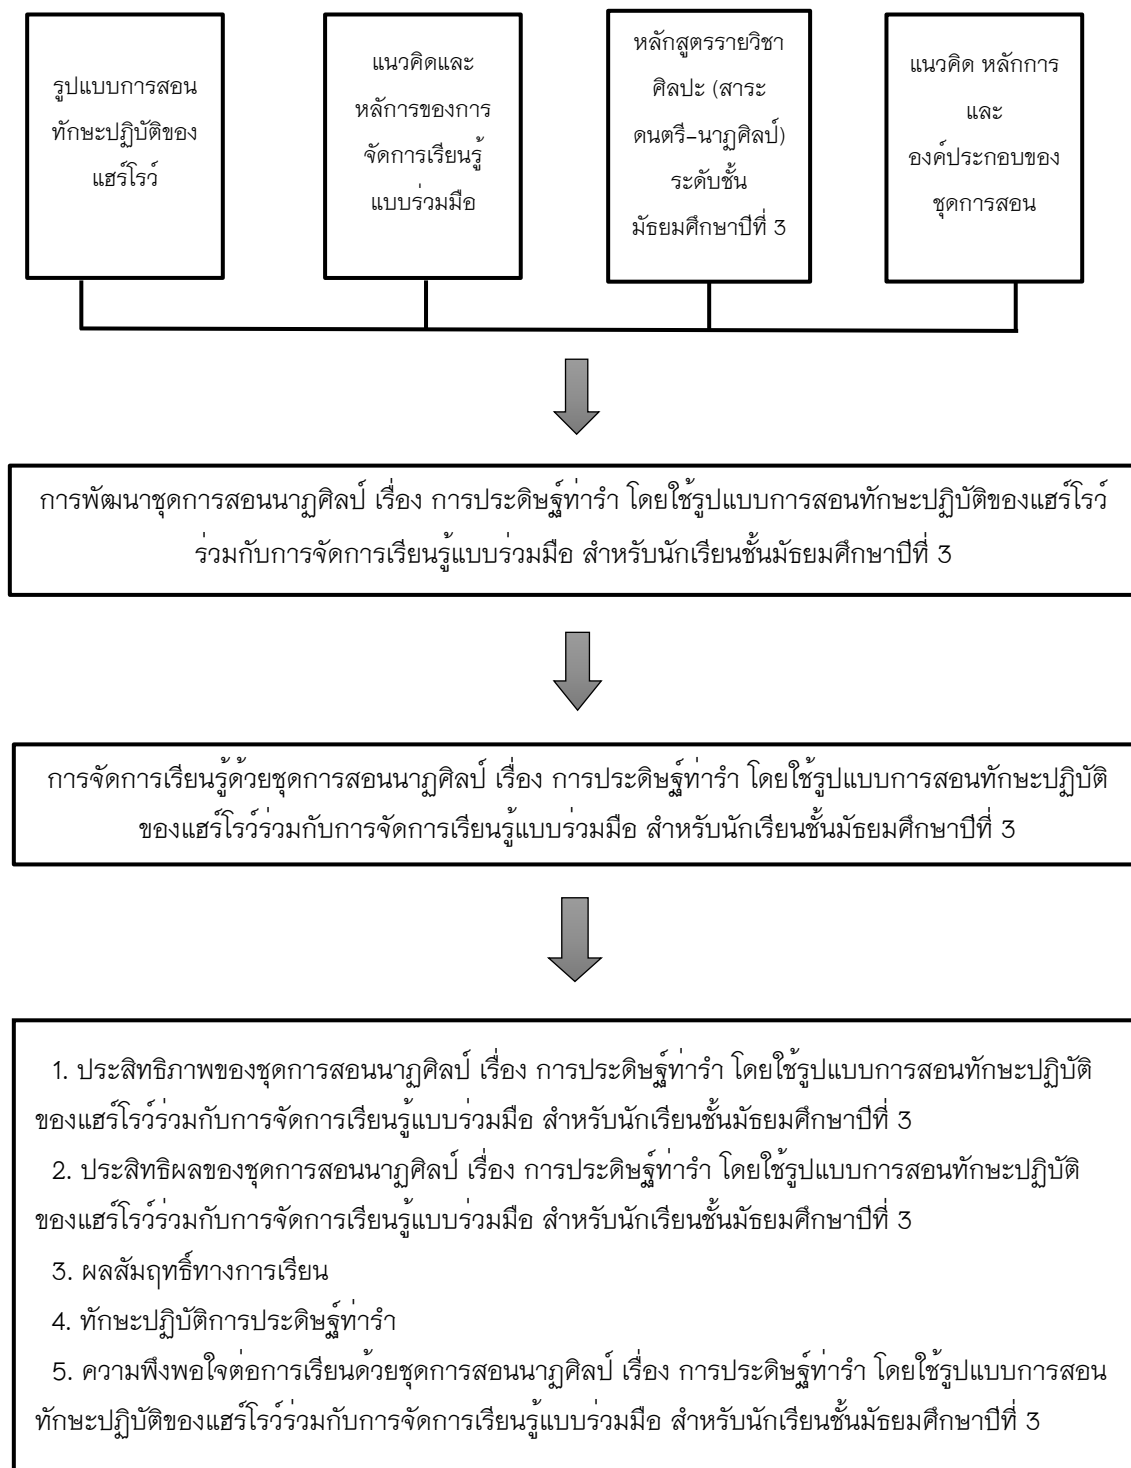 รูปแบบการสอน
ทักษะปฏิบัติของ
แฮร์โรว์
แนวคิดและ
หลัการของการ
จัดการเรียนรู้
แบบร่วมมือ
หลักสูตรรายวิชา
ศิลปะ (สาระ
ดนตรี-นาฏศิลป์)
ระดับชั้น
มัธยมศึกษาปีที่ 3
แนวคิด หลักการ
และ
องค์ประกอบของ
ชุดการสอน
การพัฒนาชุดการสอนนาฏศิลป์ เรื่อง การประดิษฐ์ท่ารำ โดยใช้รูปแบบการสอนทักษะปฏิบัติของแฮร์โรว์
ร่วมกับการจัดการเรียนรู้แบบร่วมมือ สำหรับนักเรียนชั้นมัธยมศึกษาปีที่ 3
การจัดการเรียนรู้ด้วยชุดการสอนนาฏศิลป์ เรื่อง การประดิษฐ์ท่ารำ โดยใช้รูปแบบการสอนทักษะปฏิบัติ
ของแฮร์โรว์ร่วมกับการจัดการเรียนรู้แบบร่วมมือ สำหรับนักเรียนชั้นมัธยมศึกษาปีที่ 3
1. ประสิทธิภาพของชุดการสอนนาฏศิลป์ เรื่อง การประดิษฐ์ท่ารำ โดยใช้รูปแบบการสอนทักษะปฏิบัติ
ของแฮร์โรว์ร่วมกับการจัดการเรียนรู้แบบร่วมมือ สำหรับนักเรียนชั้นมัธยมศึกษาปีที่ 3
2. ประสิทธิผลของชุดการสอนนาฏศิลป์ เรื่อง การประดิษฐ์ท่ารำ โดยใช้รูปแบบการสอนทักษะปฏิบัติ
ของแฮร์โรว์ร่วมกับการจัดการเรียนรู้แบบร่วมมือ สำหรับนักเรียนชั้นมัธยมศึกษาปีที่ 3
3. ผลสัมฤทธิ์ทางการเรียน
4. ทักษะปฏิบัติการประดิษฐ์ท่ารำ
5. ความพึงพอใจต่อการเรียนด้วยชุดการสอนนาฏศิลป์ เรื่อง การประดิษฐ์ท่ารำ โดยใช้รูปแบบการสอน
ทักษะปฏิบัติของแฮร์โรว์ร่วมกับการจัดการเรียนรู้แบบร่วมมือ สำหรับนักเรียนชั้นมัธยมศึกษาปีที่ 3